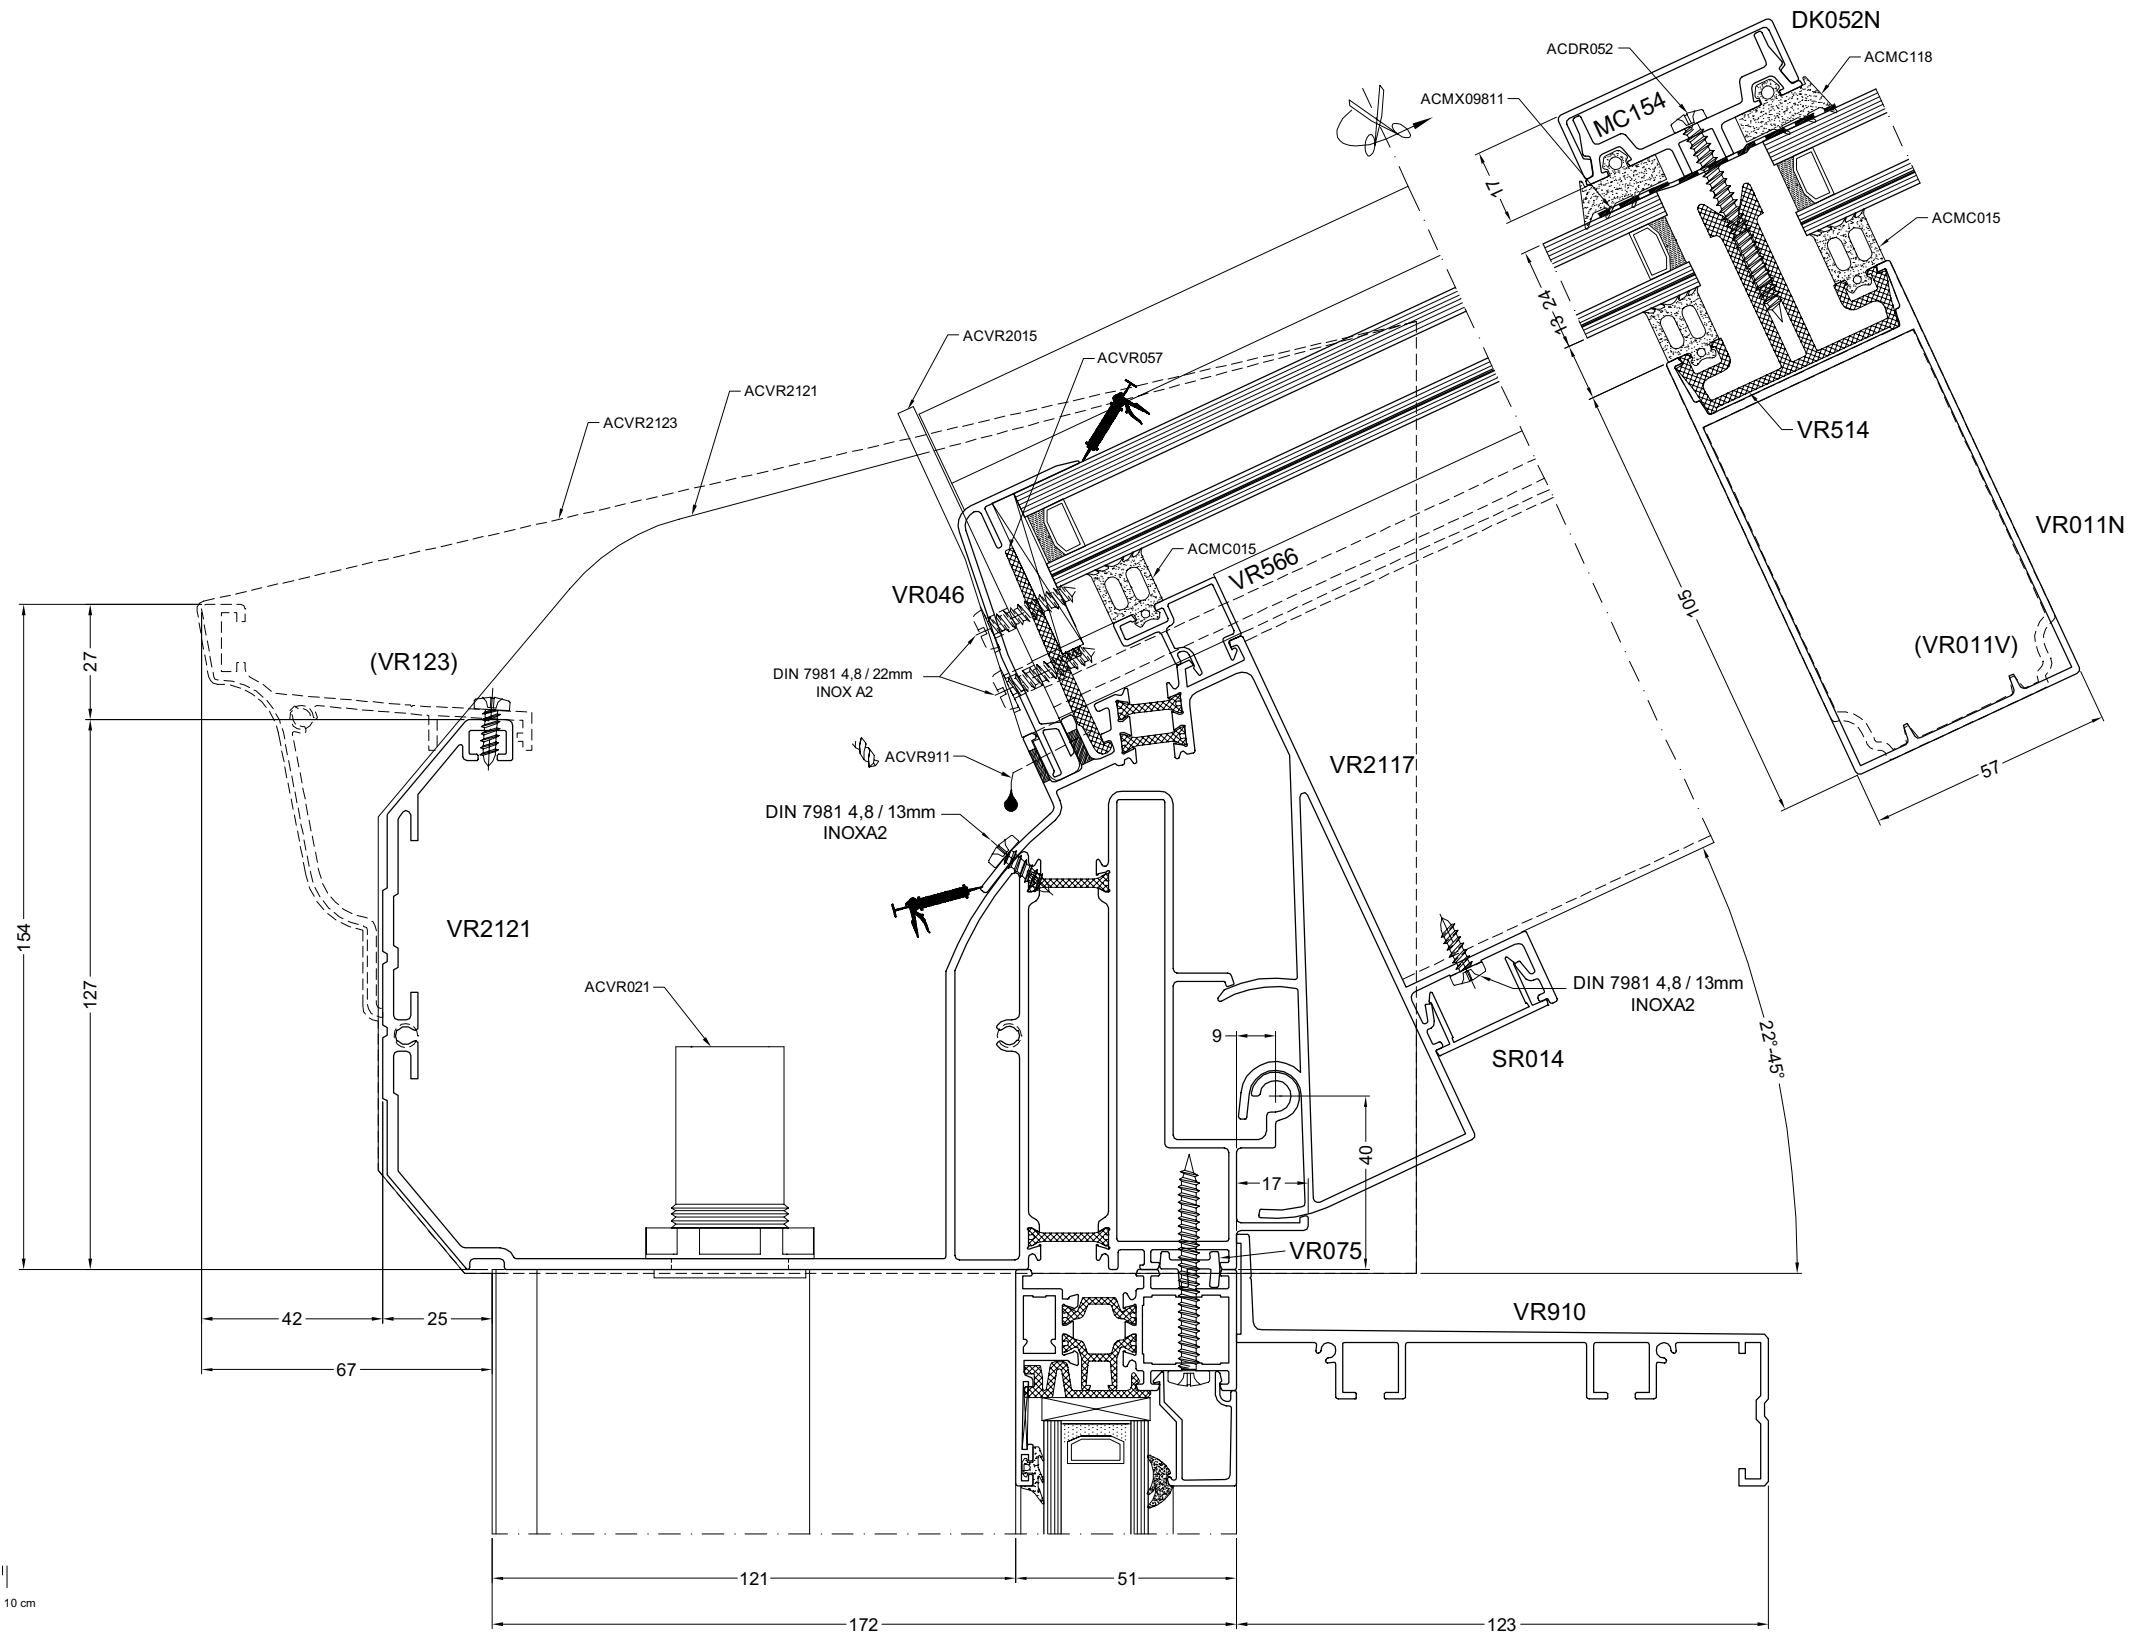 DK052N
ACDR052
ACMC118
ACMX09811
MC154
17
ACMC015
13-24
ACVR2015
ACVR057
ACVR2121
ACVR2123
VR514
VR011N
ACMC015
VR566
VR046
105
(VR011V)
27
(VR123)
DIN 7981 4,8 / 22mm
INOX A2
ACVR911
VR2117
57
DIN 7981 4,8 / 13mm
INOXA2
154
VR2121
127
ACVR021
DIN 7981 4,8 / 13mm
INOXA2
9
SR014
22°-45°
40
17
VR075
VR910
42
25
67
121
51
10 cm
172
123